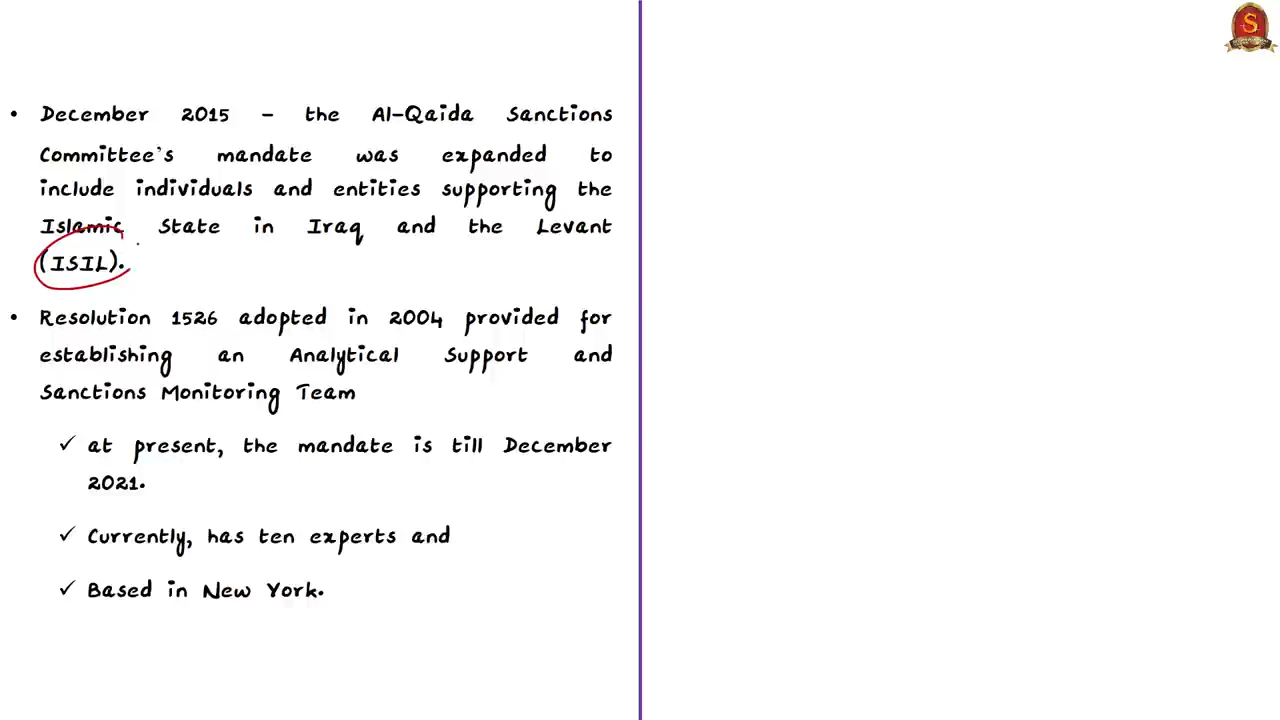 • December 2015 – the Al-Qaida Sanctions
Committee's mandate was expanded to
include individuals and entities supporting the
Islamic State in Iraq and the Levant
(ISIL).
• Resolution 1526 adopted in 2004 provided for
establishing an Analytical Support and
Sanctions Monitoring Team
✓ at present, the mandate is till December
2021.
✓ Currently, has ten experts and
✓ Based in New York.
S